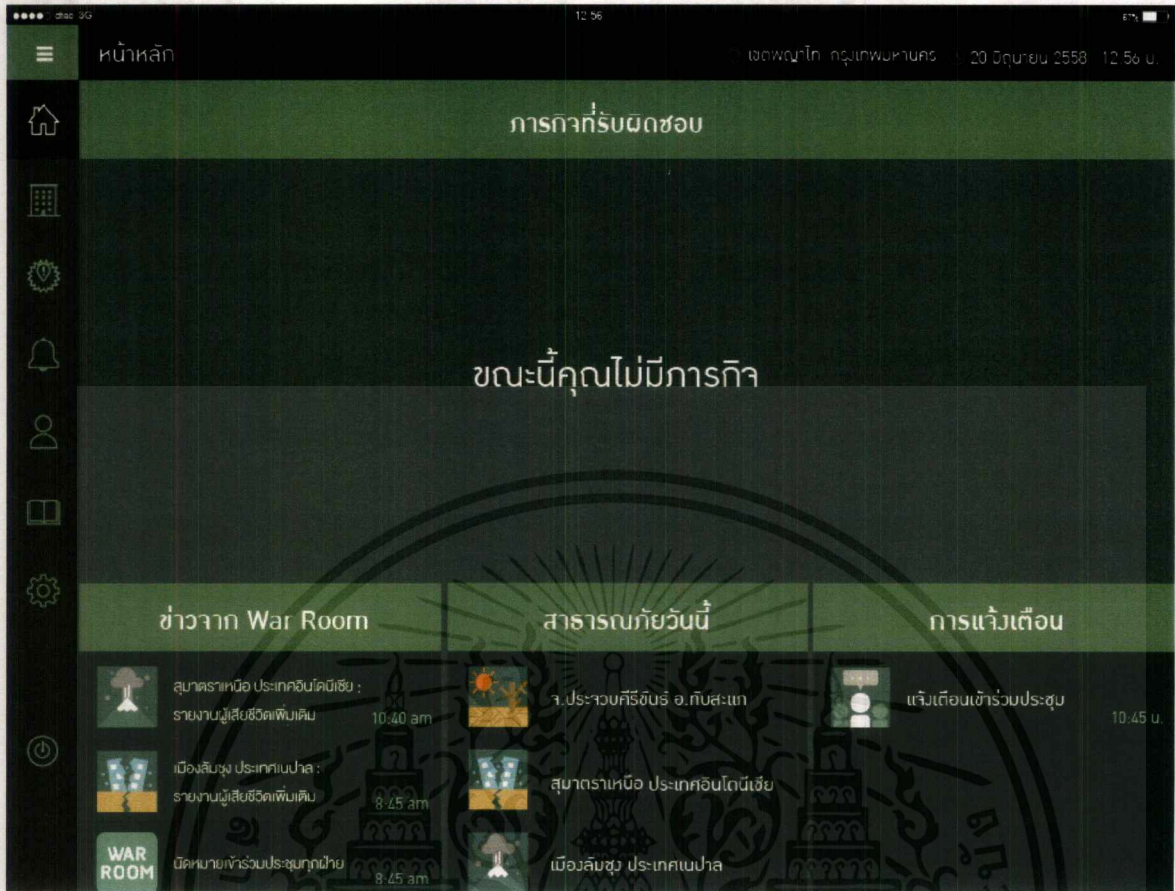 3G
12:56
67%
หน้าหลัก
เขตพญาไท กรุงเทพมหานคร
20 มิถุนายน 2558 12:56 น.
ภารกิจที่รับผิดชอบ
ขณะนี้คุณไม่มีภารกิจ
ข่าวจาก War Room
สุมาตราเหนือ ประเทศอินโดนีเซีย :
รายงานผู้เสียชีวิตเพิ่มเติม
10:40 am
เมืองลัมชุง ประเทศเนปาล :
รายงานผู้เสียชีวิตเพิ่มเติม
8:45 am
WAR
ROOM
นัดหมายเข้าร่วมประชุมทุกฝ่าย
8:45 am
สาธารณภัยวันนี้
จ.ประจวบคีรีขันธ์ อ.ทับสะแก
สุมาตราเหนือ ประเทศอินโดนีเซีย
เมืองลัมชุง ประเทศเนปาล
การแจ้งเตือน
แจ้งเตือนเข้าร่วมประชุม
10:45 น.